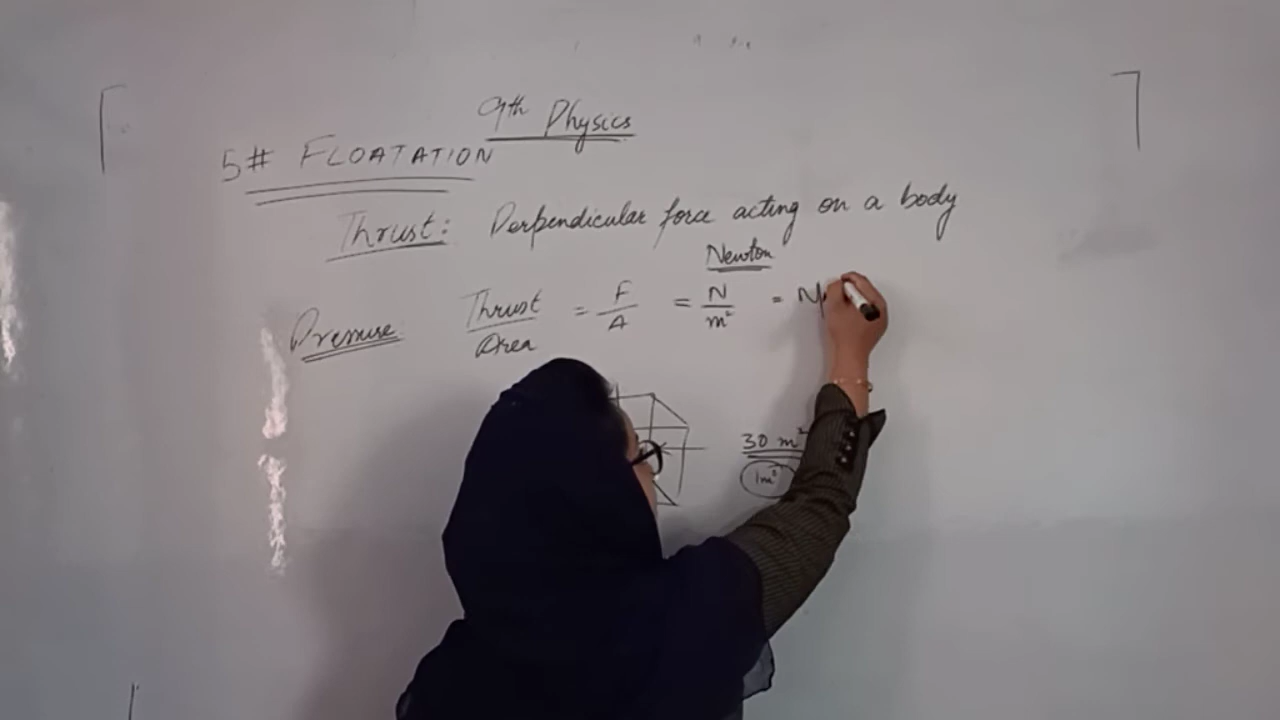 9th Physics
5# FLOATATION
Thrust: Perpendicular force acting on a body
Newton
Pressure Thrust/Area = F/A = N/m² = N
30 m²
1m²